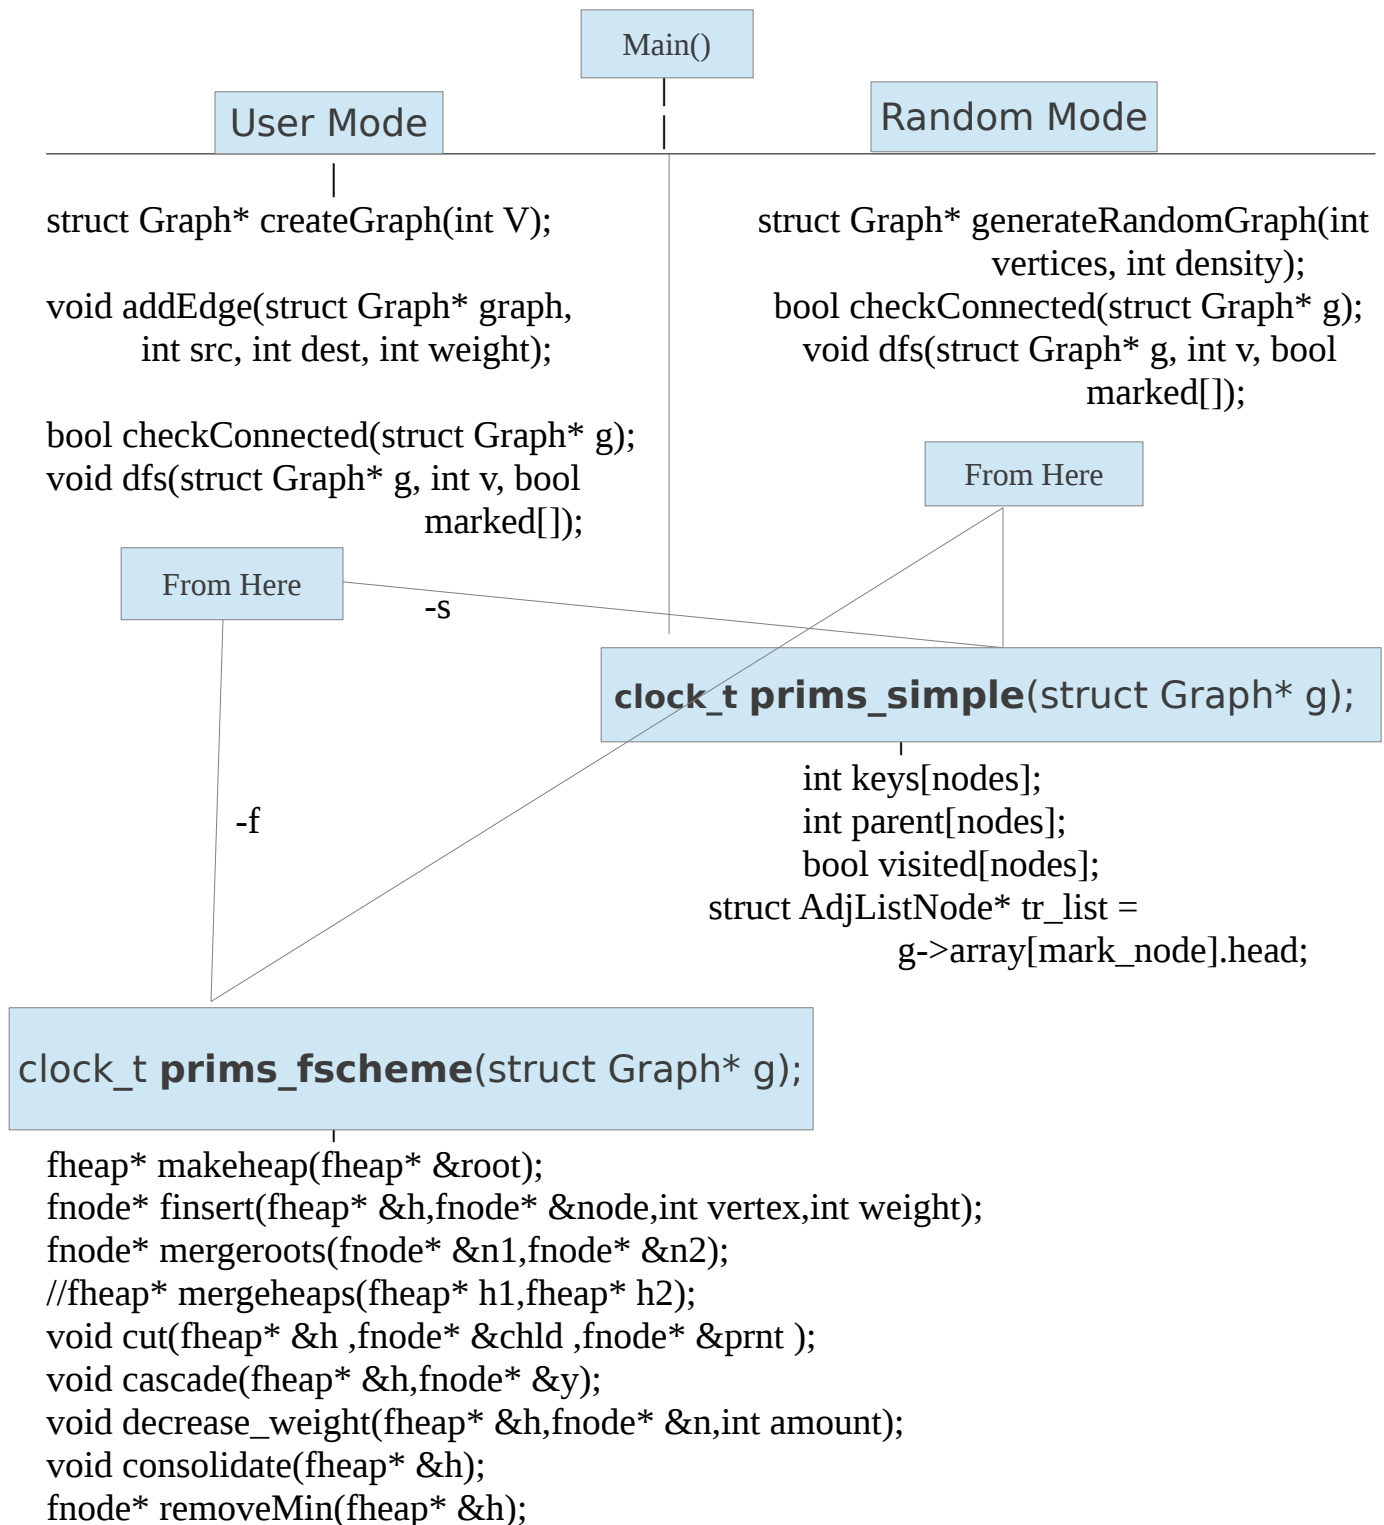 Main()
User Mode
Random Mode
struct Graph* createGraph(int V);
void addEdge(struct Graph* graph,
int src, int dest, int weight);
bool checkConnected(struct Graph* g);
void dfs(struct Graph* g, int v, bool
marked[]);
struct Graph* generateRandomGraph(int
vertices, int density);
bool checkConnected(struct Graph* g);
void dfs(struct Graph* g, int v, bool
marked[]);
From Here
From Here
-s
clock_t prims_simple(struct Graph* g);
int keys[nodes];
int parent[nodes];
bool visited[nodes];
struct AdjListNode* tr_list =
g->array[mark_node].head;
-f
clock_t prims_fscheme(struct Graph* g);
fheap* makeheap(fheap* &root);
fnode* finsert(fheap* &h,fnode* &node,int vertex,int weight);
fnode* mergeroots(fnode* &n1,fnode* &n2);
//fheap* mergeheaps(fheap* h1,fheap* h2);
void cut(fheap* &h ,fnode* &chld ,fnode* &prnt );
void cascade(fheap* &h,fnode* &y);
void decrease_weight(fheap* &h,fnode* &n,int amount);
void consolidate(fheap* &h);
fnode* removeMin(fheap* &h);